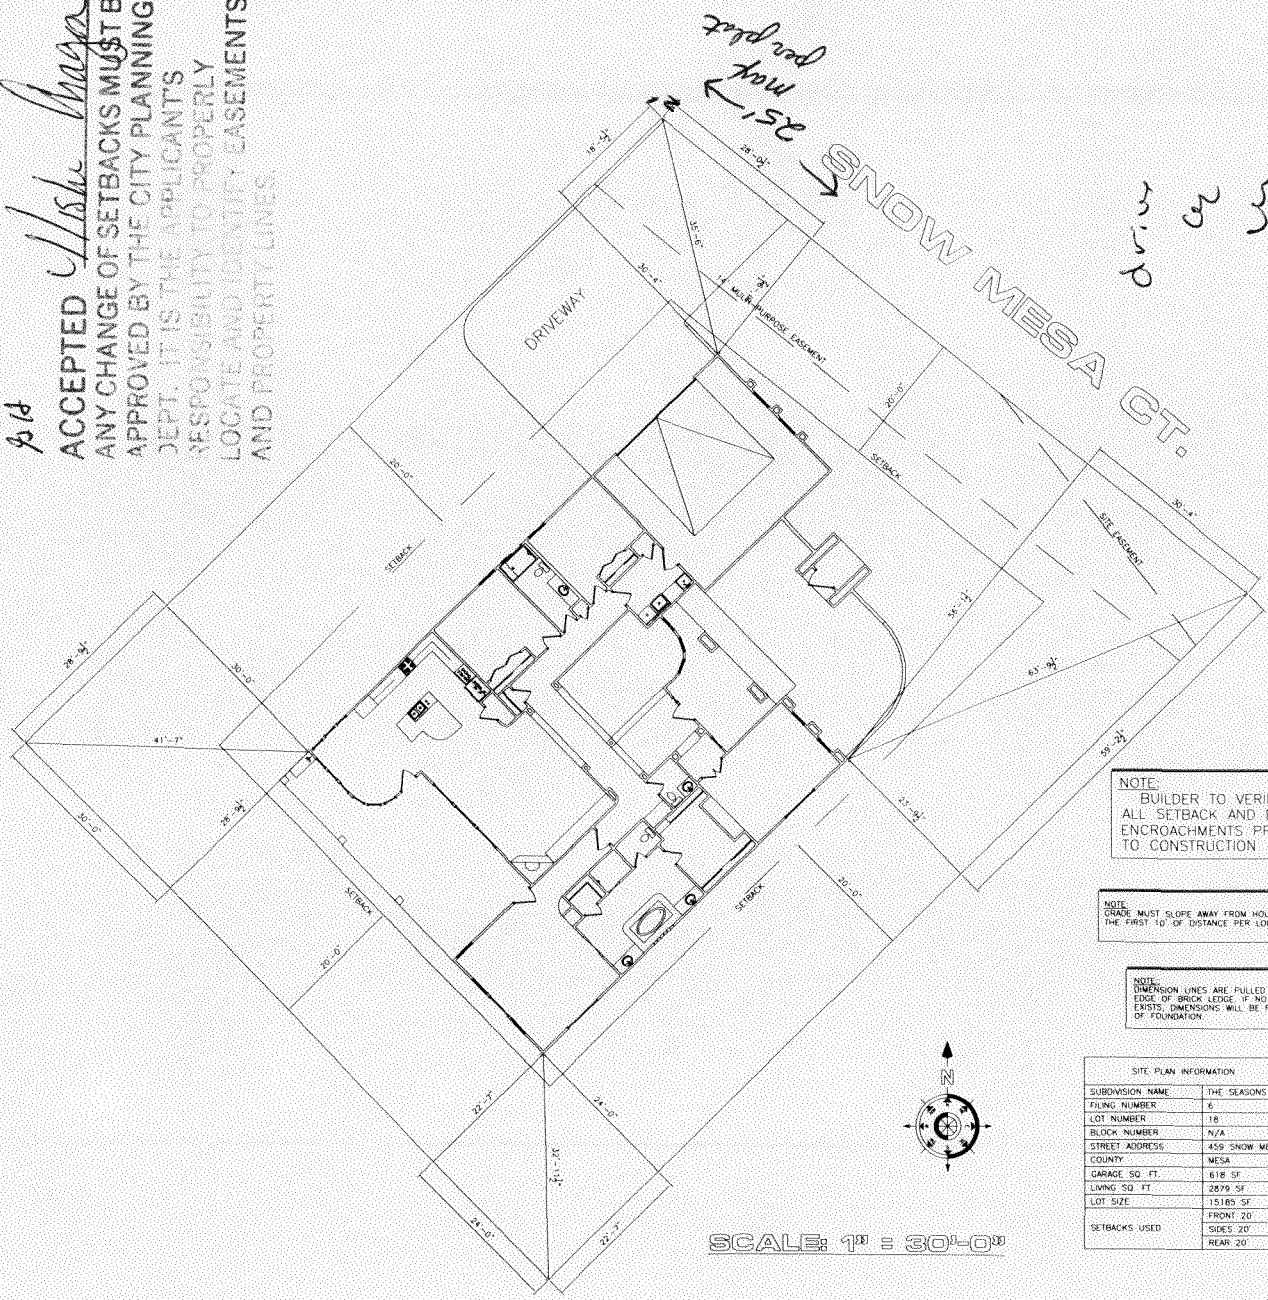 ACCEPTED
ANY CHANGE OF SETBACKS MUST B
APPROVED BY THE CITY PLANNING
DEPT. IT IS THE APPLICANT'S
RESPONSIBILITY TO PROPERLY
LOCATE AND IDENTIFY EASEMENTS
AND PROPERTY LINES.
25'
max
per plat
SNOW MESA CT.
18'-5½"
28'-0½"
35'-6"
30'-4"
14' MULTI-PURPOSE EASEMENT
DRIVEWAY
20'-0"
SETBACK
20'-0"
SETBACK
30'-4"
SITE EASEMENT
63'-9½"
59'-2½"
28'-9½"
30'-0"
41'-7"
30'-0"
28'-9½"
23'-9½"
20'-0"
SETBACK
SETBACK
20'-0"
22'-7"
24'-0"
32'-11½"
24'-0"
22'-7"
N
SCALE: 1" = 30'-0"
NOTE:
BUILDER TO VERI
ALL SETBACK AND
ENCROACHMENTS PR
TO CONSTRUCTION
NOTE
GRADE MUST SLOPE AWAY FROM HOU
THE FIRST 10' OF DISTANCE PER LO
NOTE:
DIMENSION LINES ARE PULLED
EDGE OF BRICK LEDGE. IF NO
EXISTS, DIMENSIONS WILL BE
OF FOUNDATION.
SITE PLAN INFORMATION
SUBDIVISION NAME THE SEASONS
FILING NUMBER 6
LOT NUMBER 18
BLOCK NUMBER N/A
STREET ADDRESS 459 SNOW ME
COUNTY MESA
GARAGE SQ. FT. 618 SF
LIVING SQ. FT. 2879 SF
LOT SIZE 15185 SF
SETBACKS USED FRONT 20'
SIDES 20'
REAR 20'